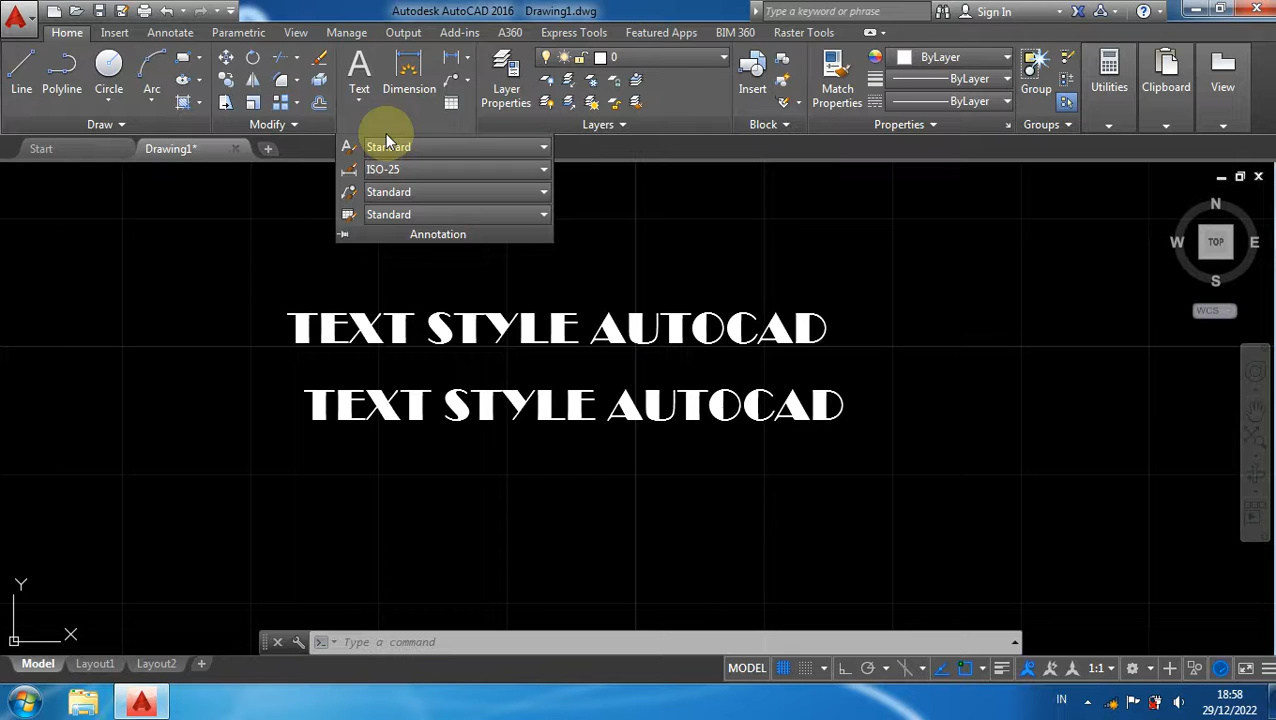 Autodesk AutoCAD 2016 Drawing1.dwg
Type a keyword or phrase
Sign In
Home Insert Annotate Parametric View Manage Output Add-ins A360 Express Tools Featured Apps BIM 360 Raster Tools
Line Polyline Circle Arc
Text Dimension
Layer Properties
0
Insert
Match Properties
ByLayer
ByLayer
ByLayer
Group
Utilities
Clipboard
View
Draw
Modify
Layers
Block
Properties
Groups
Start
Drawing1*
Standard
ISO-25
Standard
Standard
Annotation
N
W
TOP
E
S
WCS
TEXT STYLE AUTOCAD
TEXT STYLE AUTOCAD
Y
X
Type a command
Model Layout1 Layout2
MODEL
1:1
IN
18:58
29/12/2022